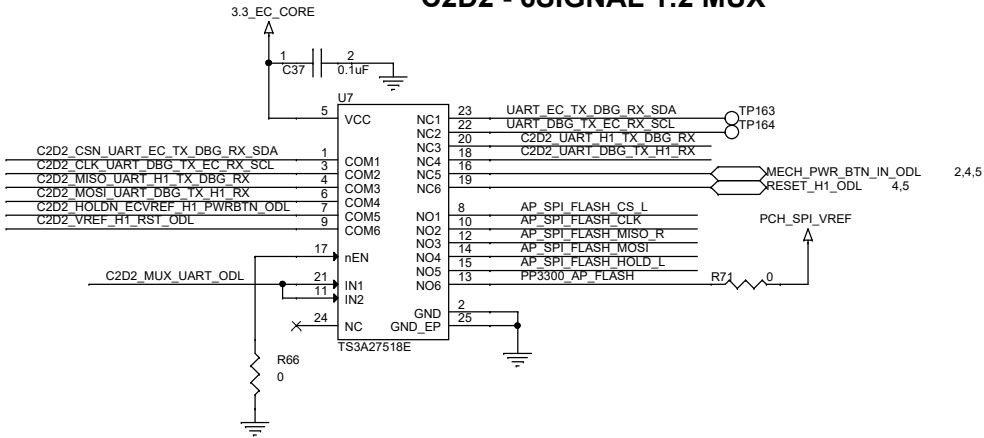 C2D2 - 6SIGNAL 1:2 MUX
3.3_EC_CORE
1 2
C37 0.1uF
U7
5 VCC
1 COM1 C2D2_CSN_UART_EC_TX_DBG_RX_SDA
3 COM2 C2D2_CLK_UART_DBG_TX_EC_RX_SCL
4 COM3 C2D2_MISO_UART_H1_TX_DBG_RX
6 COM4 C2D2_MOSI_UART_DBG_TX_H1_RX
7 COM5 C2D2_HOLDN_ECVREF_H1_PWRBTN_ODL
9 COM6 C2D2_VREF_H1_RST_ODL
17 nEN
C2D2_MUX_UART_ODL 21 IN1
11 IN2
24 NC
NC1 23 UART_EC_TX_DBG_RX_SDA TP163
NC2 22 UART_DBG_TX_EC_RX_SCL TP164
NC3 20 C2D2_UART_H1_TX_DBG_RX
NC4 18 C2D2_UART_DBG_TX_H1_RX
NC5 16 MECH_PWR_BTN_IN_ODL 2,4,5
NC6 19 RESET_H1_ODL 4,5
NO1 8 AP_SPI_FLASH_CS_L
NO2 10 AP_SPI_FLASH_CLK
NO3 12 AP_SPI_FLASH_MISO_R
NO4 14 AP_SPI_FLASH_MOSI
NO5 15 AP_SPI_FLASH_HOLD_L
NO6 13 PP3300_AP_FLASH R71 0
PCH_SPI_VREF
GND 2
GND_EP 25
TS3A27518E
R66
0